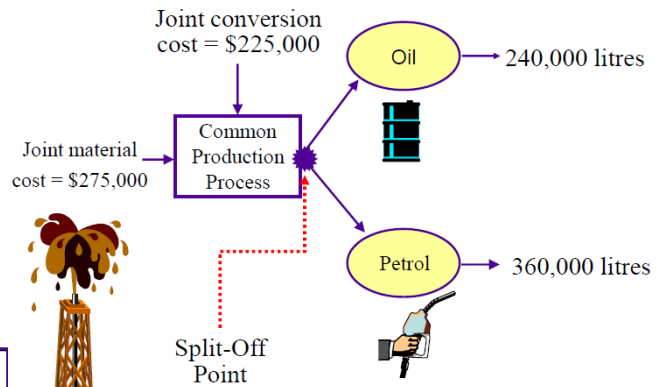 Joint conversion
cost = $225,000
Oil
240,000 litres
Common
Production
Process
Joint material
cost = $275,000
Petrol
360,000 litres
Split-Off
Point